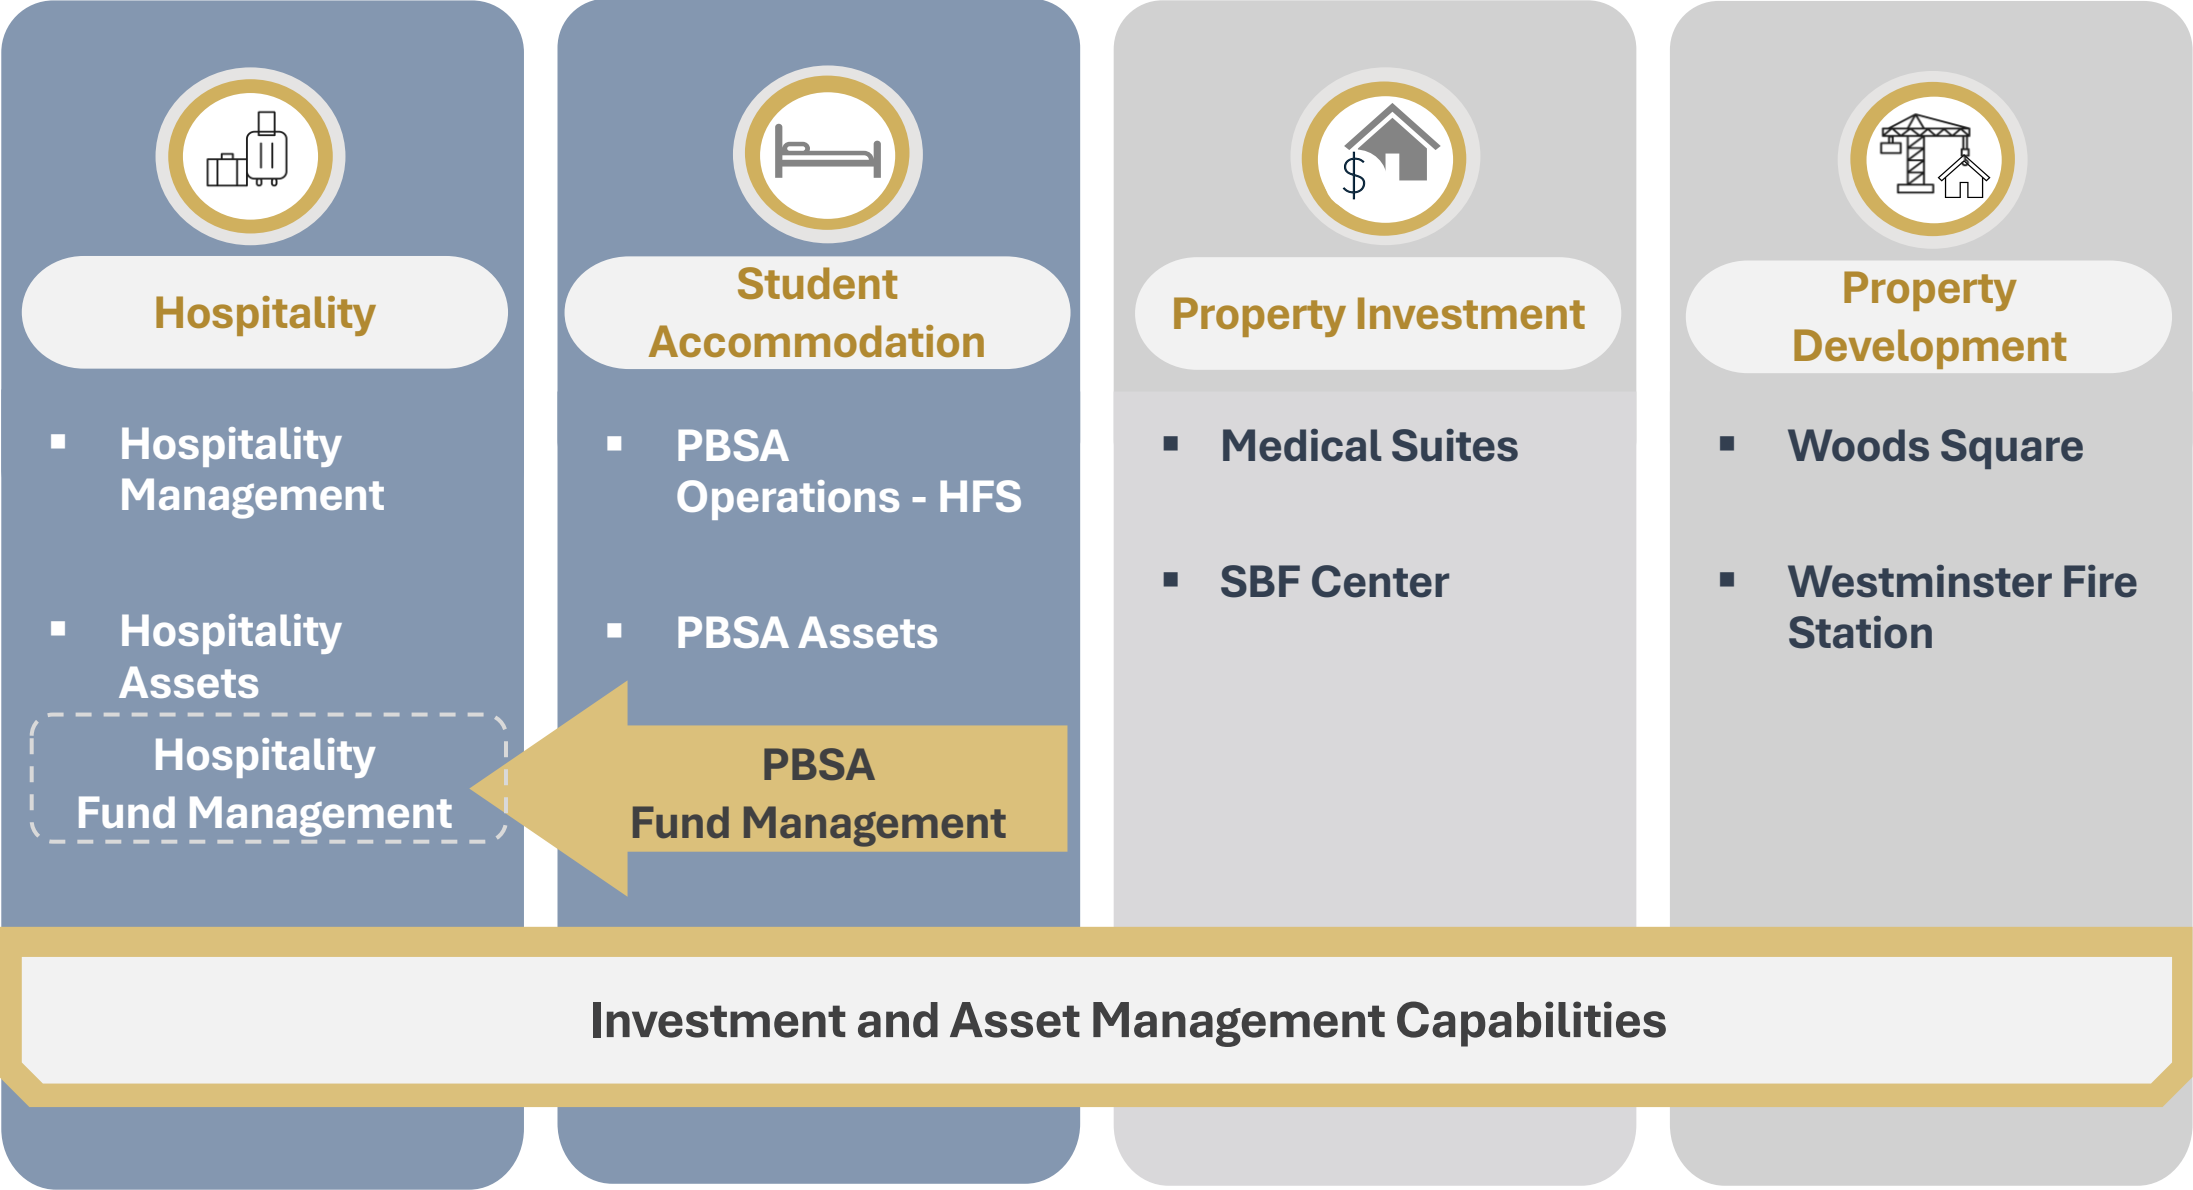 Hospitality
Hospitality
Management
Hospitality
Assets
Hospitality
Fund Management
Student
Accommodation
PBSA
Operations - HFS
PBSA Assets
PBSA
Fund Management
Property Investment
Medical Suites
SBF Center
Property
Development
Woods Square
Westminster Fire
Station
Investment and Asset Management Capabilities